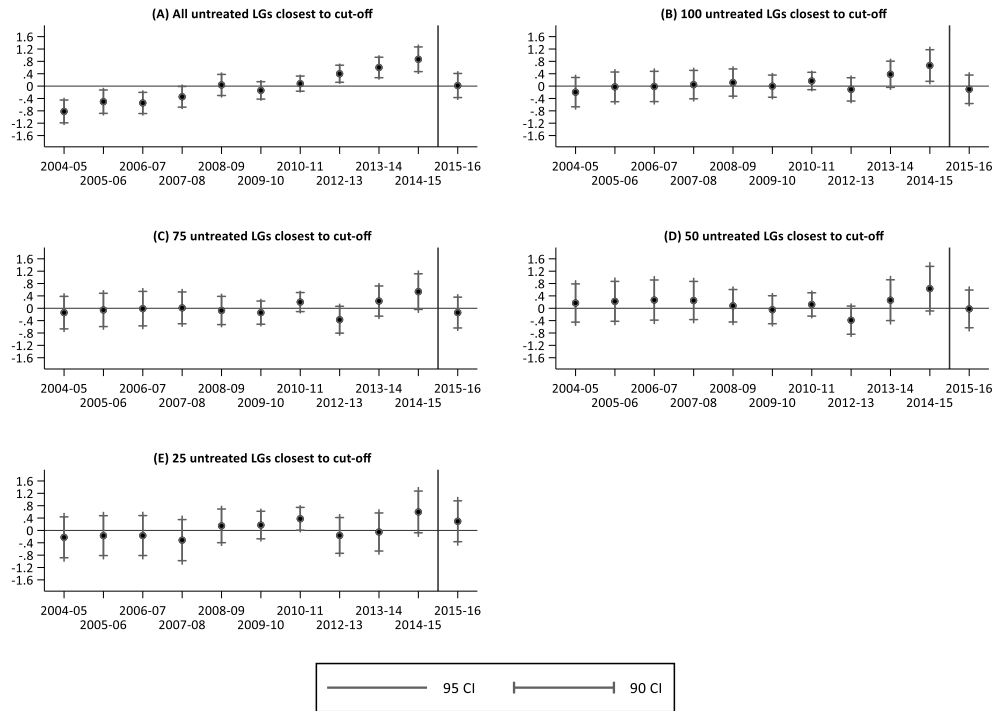 (A) All untreated LGs closest to cut-off
1.6
1.2
.8
.4
0
-.4
-.8
-1.2
-1.6
2004-05 2006-07 2008-09 2010-11 2013-14 2015-16
2005-06 2007-08 2009-10 2012-13 2014-15
(B) 100 untreated LGs closest to cut-off
1.6
1.2
.8
.4
0
-.4
-.8
-1.2
-1.6
2004-05 2006-07 2008-09 2010-11 2013-14 2015-16
2005-06 2007-08 2009-10 2012-13 2014-15
(C) 75 untreated LGs closest to cut-off
1.6
1.2
.8
.4
0
-.4
-.8
-1.2
-1.6
2004-05 2006-07 2008-09 2010-11 2013-14 2015-16
2005-06 2007-08 2009-10 2012-13 2014-15
(D) 50 untreated LGs closest to cut-off
1.6
1.2
.8
.4
0
-.4
-.8
-1.2
-1.6
2004-05 2006-07 2008-09 2010-11 2013-14 2015-16
2005-06 2007-08 2009-10 2012-13 2014-15
(E) 25 untreated LGs closest to cut-off
1.6
1.2
.8
.4
0
-.4
-.8
-1.2
-1.6
2004-05 2006-07 2008-09 2010-11 2013-14 2015-16
2005-06 2007-08 2009-10 2012-13 2014-15
95 CI 90 CI